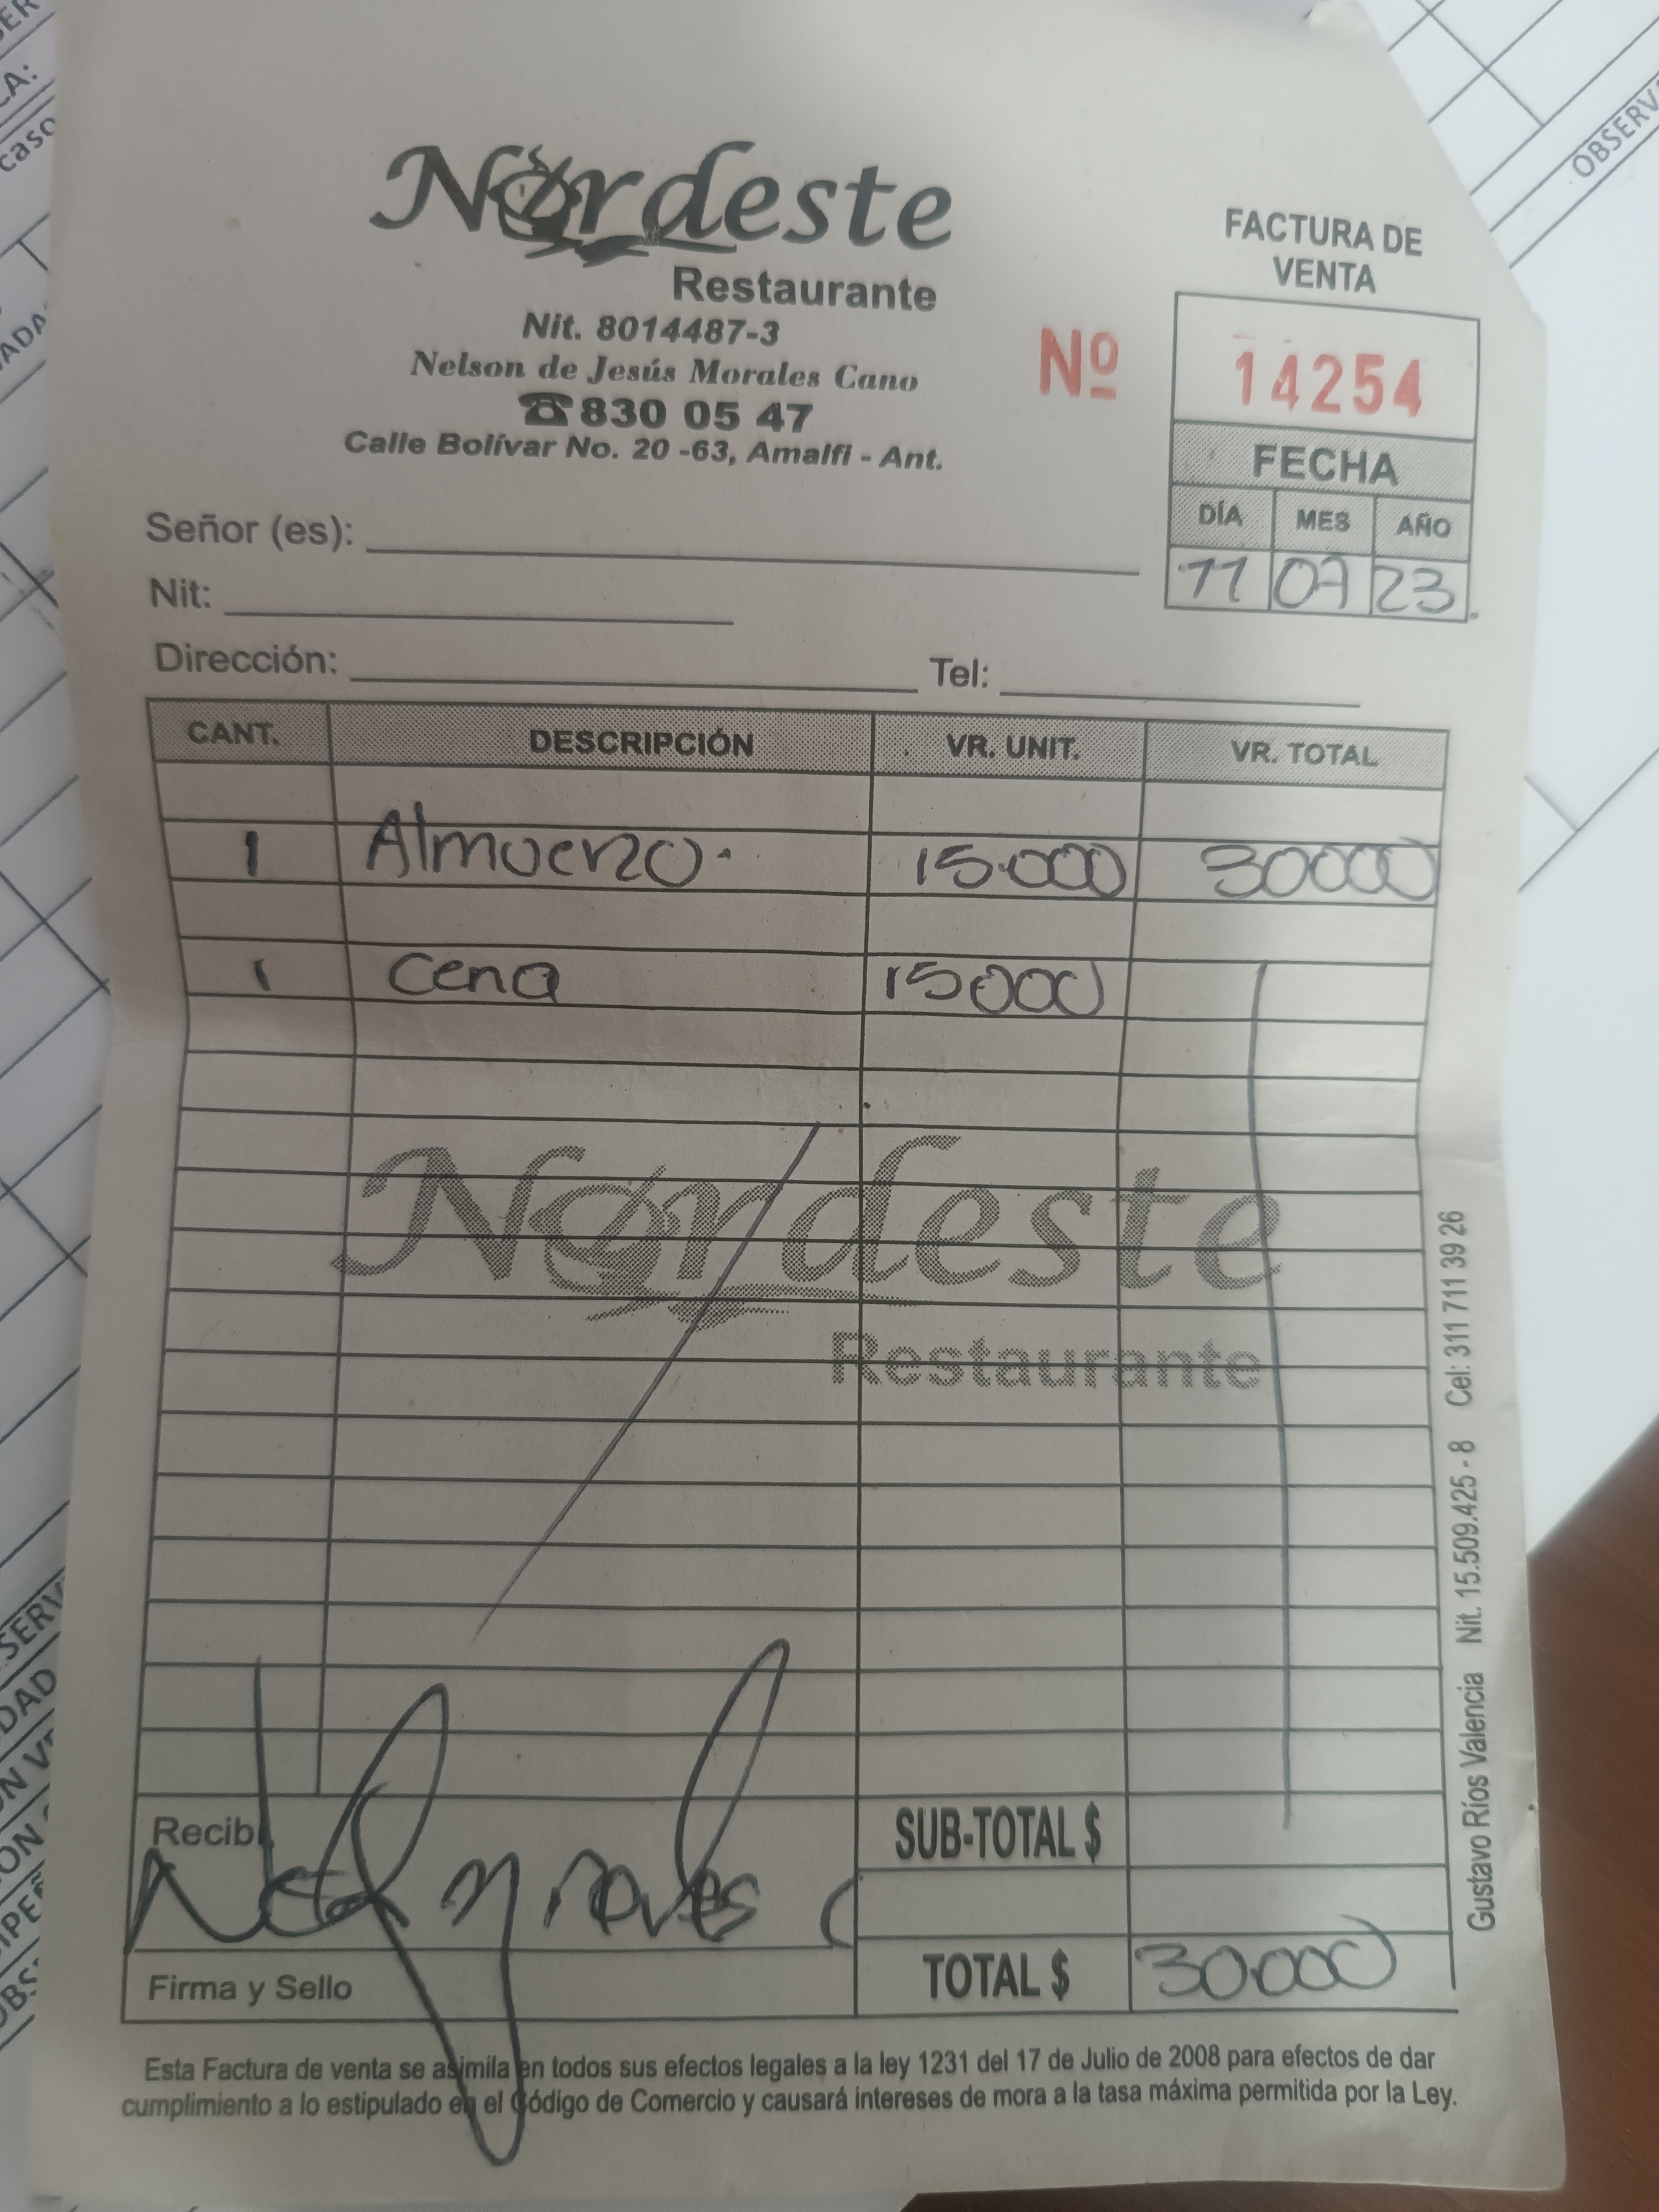 Nordeste
Restaurante
Nit. 8014487-3
Nelson de Jesús Morales Cano
☎830 05 47
Calle Bolívar No. 20 -63, Amalfi - Ant.
FACTURA DE
VENTA
Nº 14254
FECHA
DÍA MES AÑO
11 07 23
Señor (es):
Nit:
Dirección: Tel:
CANT. DESCRIPCIÓN VR. UNIT. VR. TOTAL
1 Almuerzo. 15.000 30000
1 Cena 15000
Nordeste
Restaurante
Recibí
SUB-TOTAL $
Morales
Firma y Sello
TOTAL $ 30.000
Esta Factura de venta se asimila en todos sus efectos legales a la ley 1231 del 17 de Julio de 2008 para efectos de dar
cumplimiento a lo estipulado en el Código de Comercio y causará intereses de mora a la tasa máxima permitida por la Ley.
Gustavo Ríos Valencia Nit. 15.509.425 - 8 Cel: 311 711 39 26
OBSERV
caso